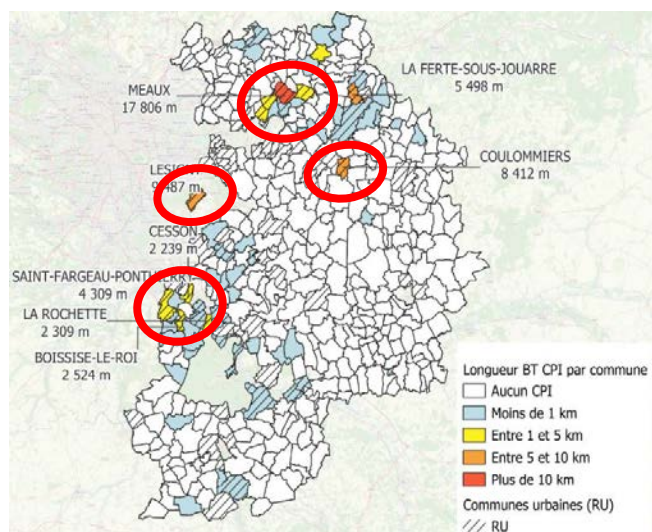 MEAUX
17 806 m
LA FERTE-SOUS-JOUARRE
5 498 m
COULOMMIERS
8 412 m
487 m
CESSON
2 239 m
SAINT-FARGEAU-PONTHIERRY
4 309 m
LA ROCHETTE
2 309 m
BOISSISE-LE-ROI
2 524 m
Longueur BT CPI par commune
Aucun CPI
Moins de 1 km
Entre 1 et 5 km
Entre 5 et 10 km
Plus de 10 km
Communes urbaines (RU)
RU